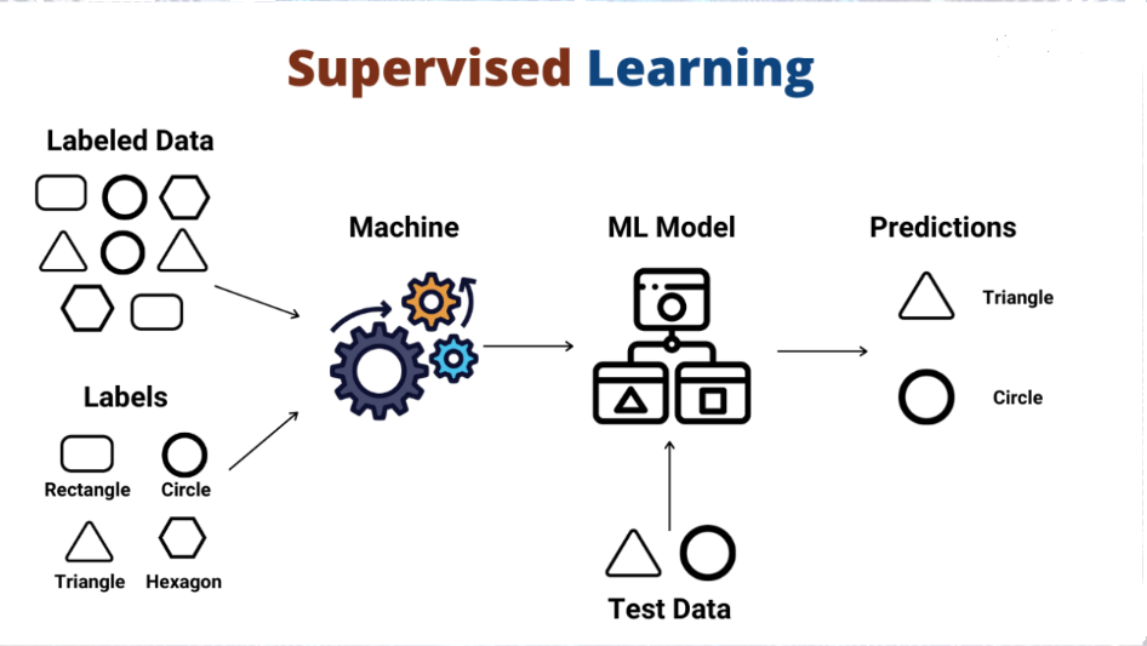 Supervised Learning
Labeled Data
Machine
ML Model
Predictions
Triangle
Circle
Labels
Rectangle Circle
Triangle Hexagon
Test Data